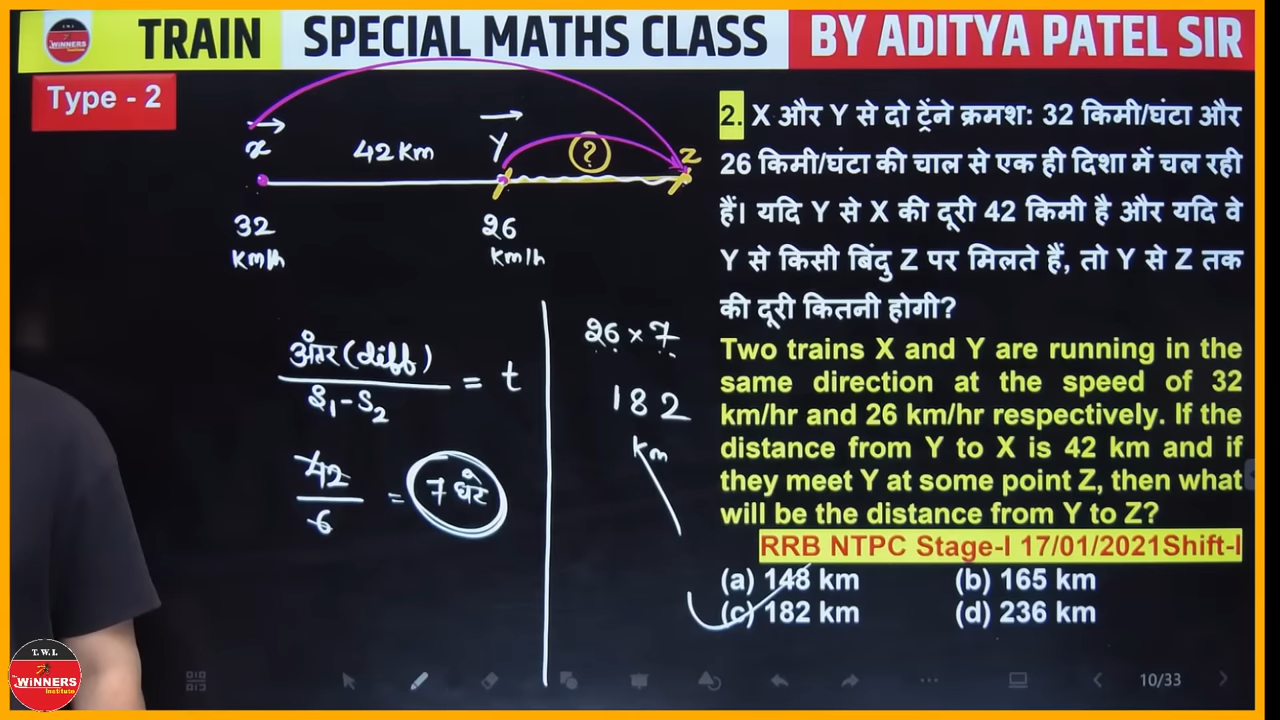 WiNNERS
Institute
TRAIN SPECIAL MATHS CLASS BY ADITYA PATEL SIR
Type - 2
x 42 Km Y ? Z
32 Km/h
26 Km/h
अंतर (diff) / S₁-S₂ = t
42 / 6 = 7 घंटे
26 × 7
182
Km
2. X और Y से दो ट्रेंने क्रमश: 32 किमी/घंटा और
26 किमी/घंटा की चाल से एक ही दिशा में चल रही
हैं। यदि Y से X की दूरी 42 किमी है और यदि वे
Y से किसी बिंदु Z पर मिलते हैं, तो Y से Z तक
की दूरी कितनी होगी?
Two trains X and Y are running in the
same direction at the speed of 32
km/hr and 26 km/hr respectively. If the
distance from Y to X is 42 km and if
they meet Y at some point Z, then what
will be the distance from Y to Z?
RRB NTPC Stage-I 17/01/2021Shift-I
(a) 148 km (b) 165 km
(c) 182 km (d) 236 km
T.W.I.
WiNNERS
Institute
10/33